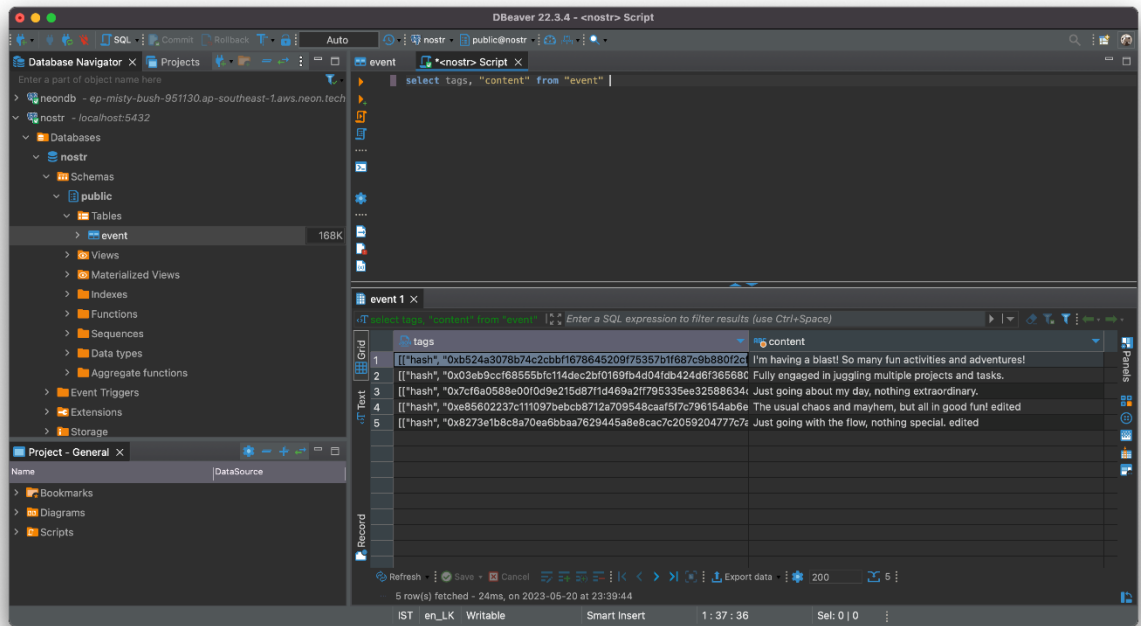 DBeaver 22.3.4 - <nostr> Script
SQL Commit Rollback Auto nostr public@nostr
Database Navigator Projects
Enter a part of object name here
neondb - ep-misty-bush-951130.ap-southeast-1.aws.neon.tech
nostr - localhost:5432
Databases
nostr
Schemas
public
Tables
event 168K
Views
Materialized Views
Indexes
Functions
Sequences
Data types
Aggregate functions
Event Triggers
Extensions
Storage
Project - General
Name DataSource
Bookmarks
Diagrams
Scripts
event *<nostr> Script
select tags, "content" from "event"
event 1
select tags, "content" from "event" Enter a SQL expression to filter results (use Ctrl+Space)
Grid
Text
Record
Panels
tags content
1 [["hash", "0xb524a3078b74c2cbbf1678645209f75357b1f687c9b880f2cf I'm having a blast! So many fun activities and adventures!
2 [["hash", "0x03eb9ccf68555bfc114dec2bf0169fb4d04fdb424d6f365680 Fully engaged in juggling multiple projects and tasks.
3 [["hash", "0x7cf6a0588e00f0d9e215d87f1d469a2ff795335ee32588634 Just going about my day, nothing extraordinary.
4 [["hash", "0xe85602237c111097bebcb8712a709548caaf5f7c796154ab6e The usual chaos and mayhem, but all in good fun! edited
5 [["hash", "0x8273e1b8c8a70ea6bbaa7629445a8e8cac7c2059204777c7a Just going with the flow, nothing special. edited
Refresh Save Cancel Export data 200 5
5 row(s) fetched - 24ms, on 2023-05-20 at 23:39:44
IST en_LK Writable Smart Insert 1 : 37 : 36 Sel: 0 | 0